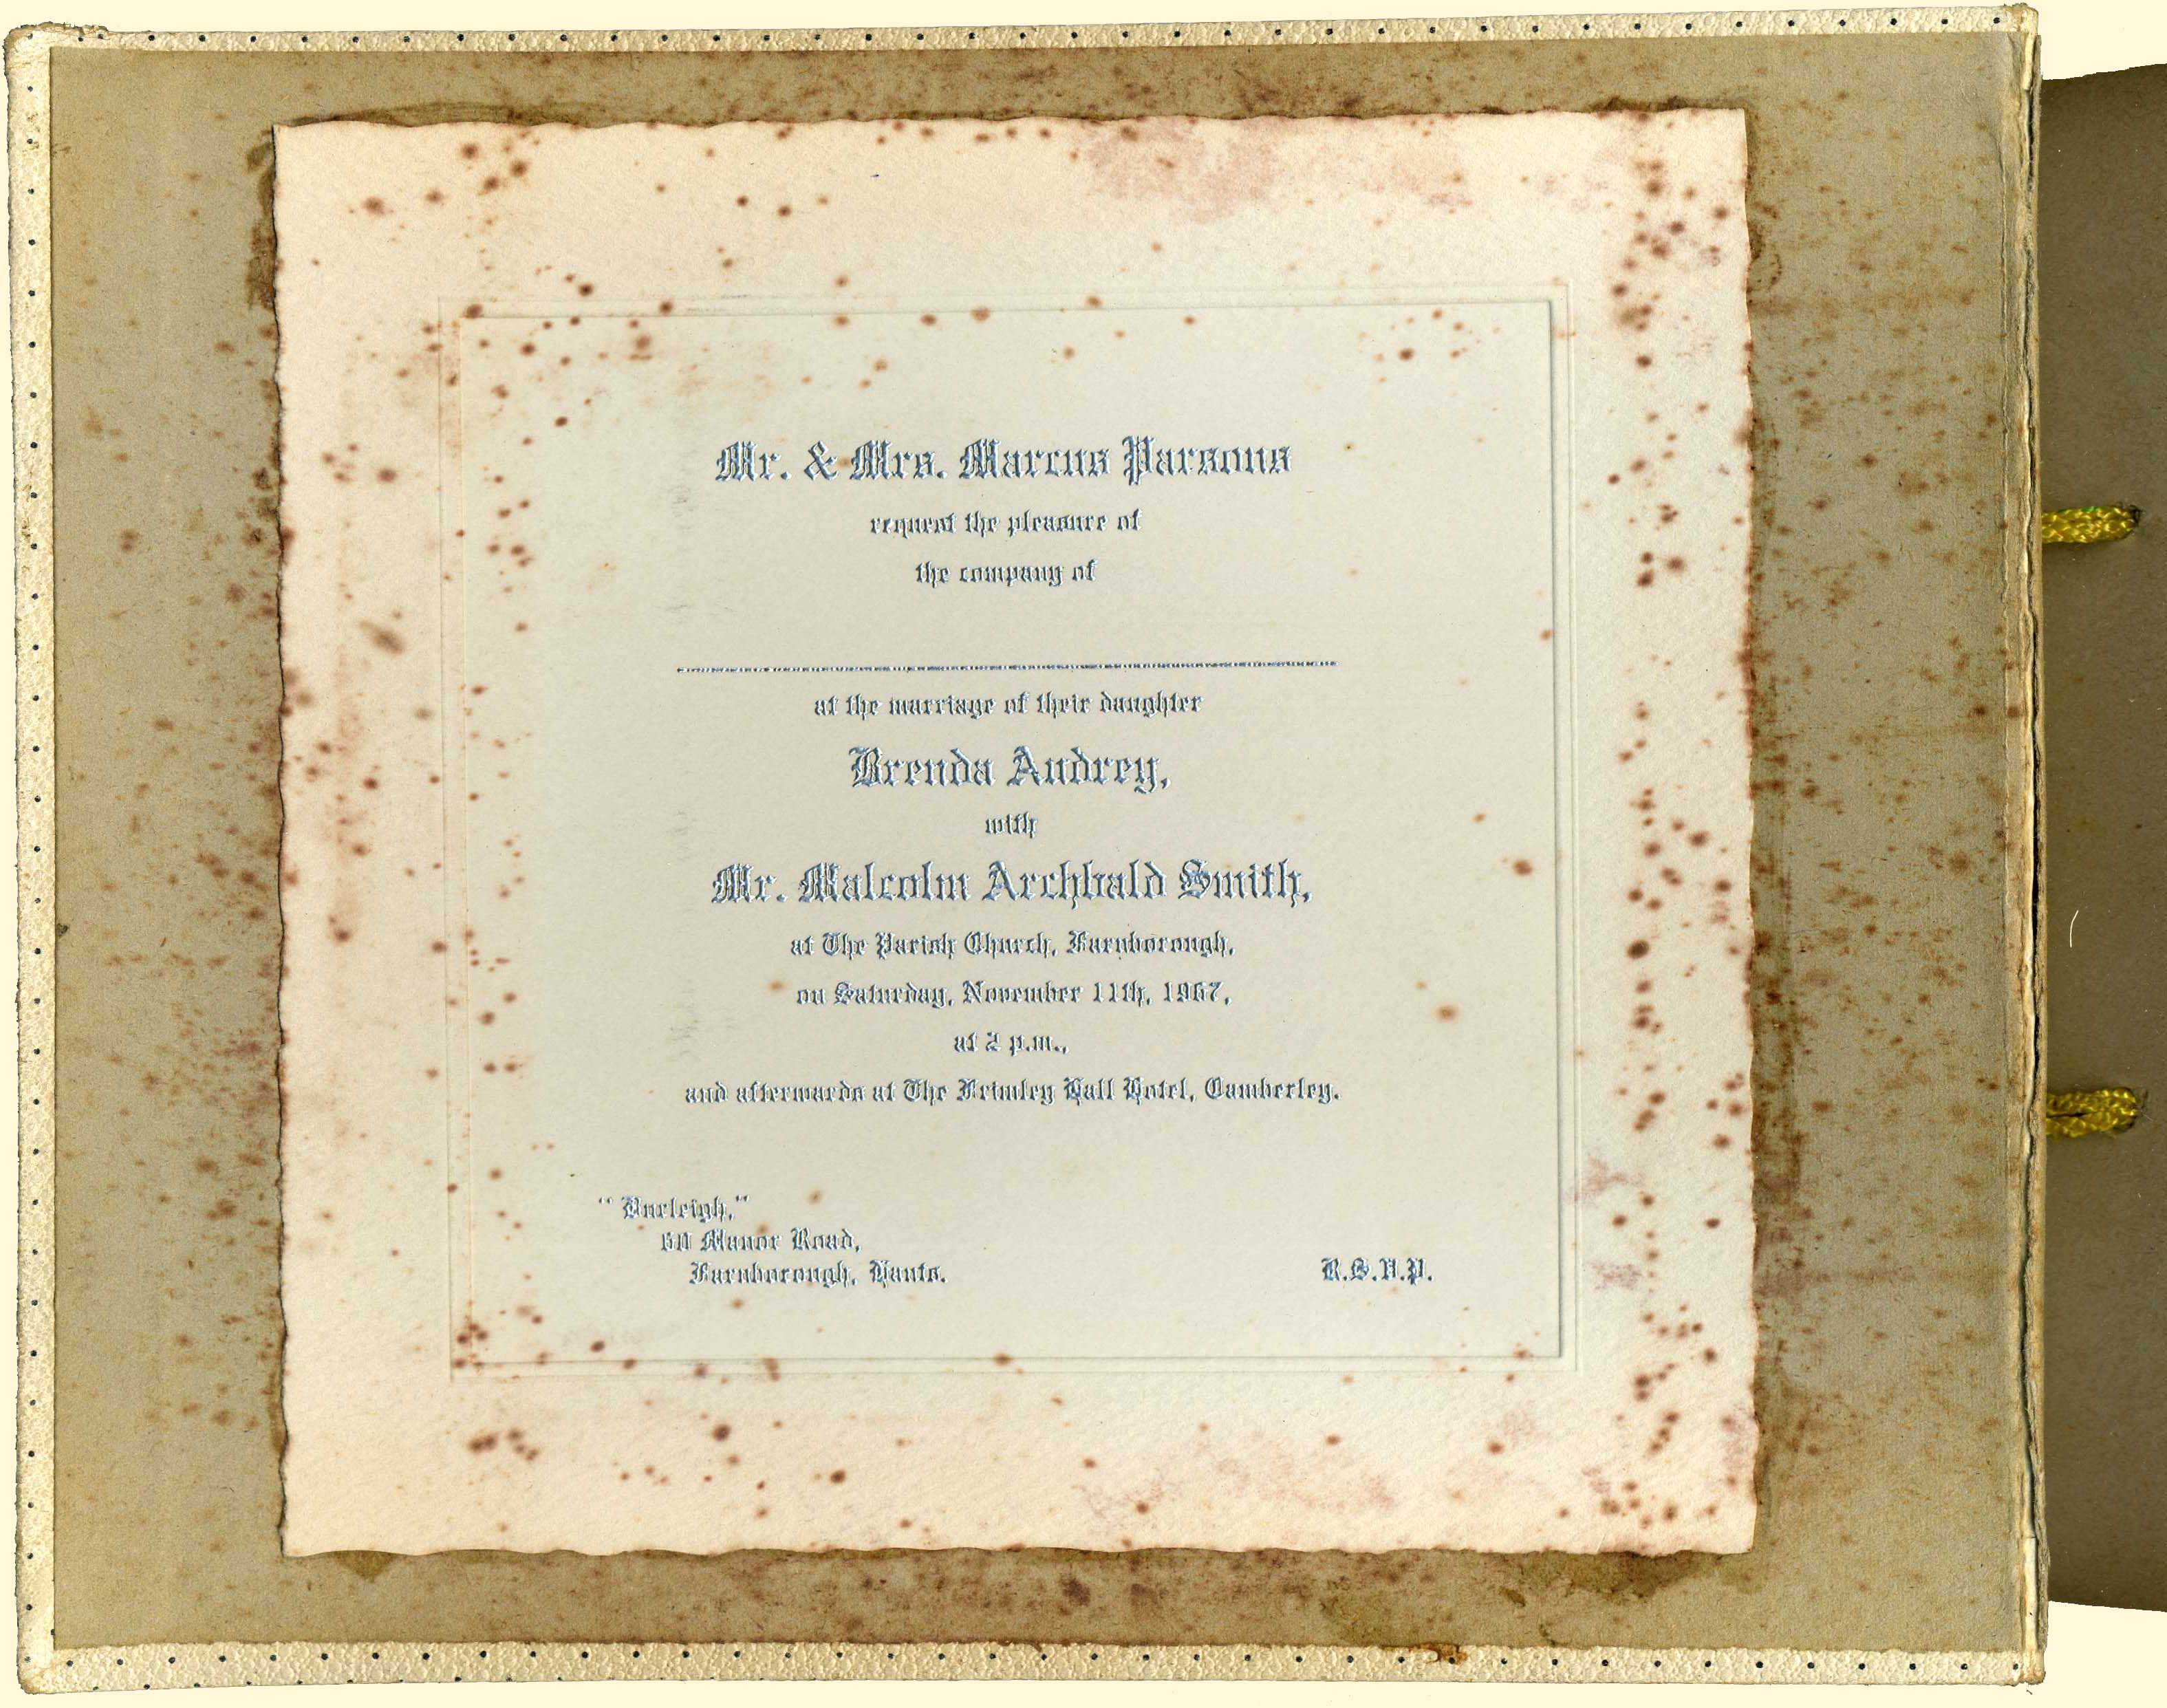 Mr. & Mrs. Marcus Parsons
request the pleasure of
the company of
at the marriage of their daughter
Brenda Audrey,
with
Mr. Malcolm Archbald Smith,
at The Parish Church, Farnborough,
on Saturday, November 11th, 1967,
at 2 p.m.,
and afterwards at The Frimley Hall Hotel, Camberley.
"Burleigh,"
60 Manor Road,
Farnborough, Hants.
R.S.V.P.